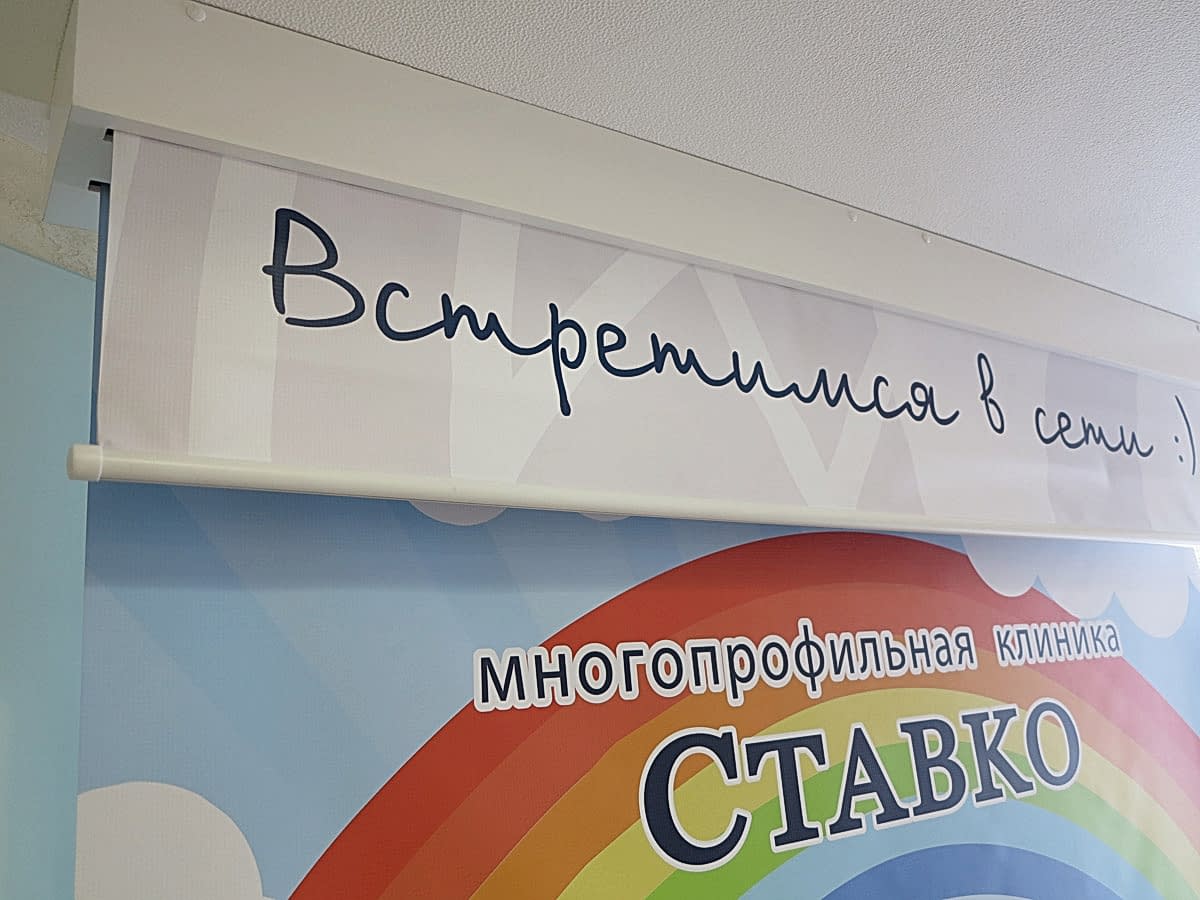 Встретимся в сети :)
многопрофильная клиника
СТАВКО